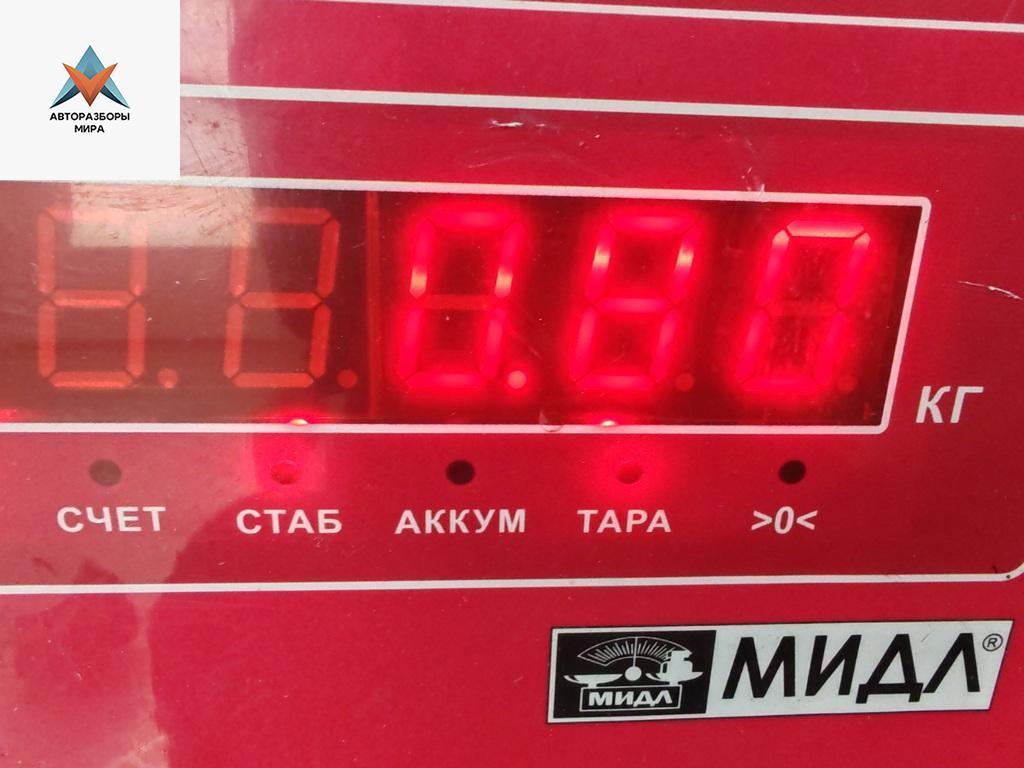 АВТОРАЗБОРЫ
МИРА
0.80
КГ
СЧЕТ СТАБ АККУМ ТАРА >0<
МИДЛ МИДЛ®